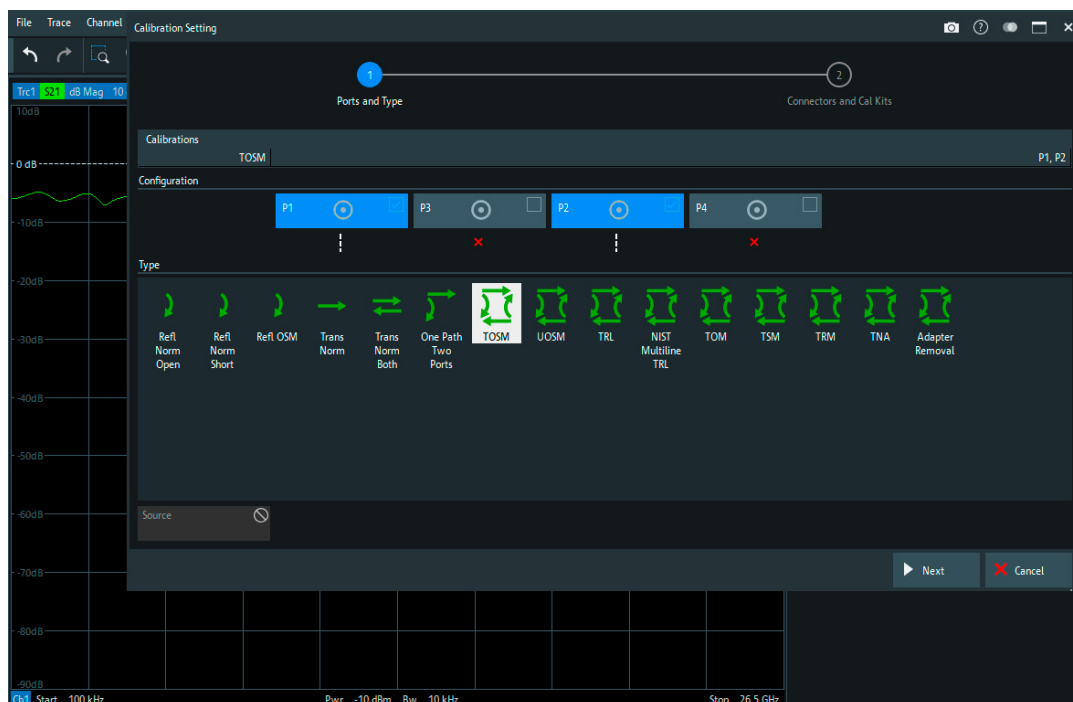 File Trace Channel
Calibration Setting
1
2
Ports and Type
Connectors and Cal Kits
Trc1 S21 dB Mag 10
10dB
Calibrations
TOSM
P1, P2
0 dB
Configuration
P1
P3
P2
P4
-10dB
Type
-20dB
Refl Norm Open
Refl Norm Short
Refl OSM
Trans Norm
Trans Norm Both
One Path Two Ports
TOSM
UOSM
TRL
NIST Multiline TRL
TOM
TSM
TRM
TNA
Adapter Removal
-30dB
-40dB
-50dB
-60dB
Source
-70dB
Next
Cancel
-80dB
-90dB
Ch1 Start 100 kHz Pwr -10 dBm Bw 10 kHz Stop 26.5 GHz